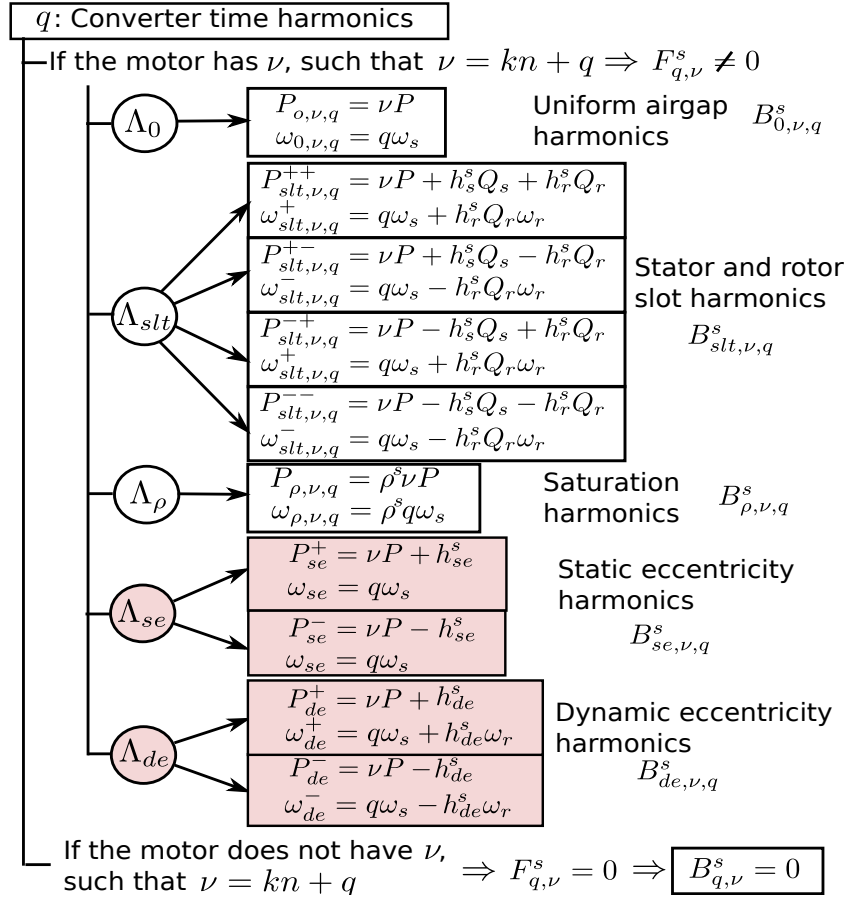 q: Converter time harmonics
If the motor has ν, such that ν = kn + q ⇒ F^s_{q,ν} ≠ 0
Λ_0
P_{o,ν,q} = νP
ω_{0,ν,q} = qω_s
Uniform airgap
harmonics
B^s_{0,ν,q}
Λ_{slt}
P^{++}_{slt,ν,q} = νP + h^s_s Q_s + h^s_r Q_r
ω^+_{slt,ν,q} = qω_s + h^s_r Q_r ω_r
P^{+-}_{slt,ν,q} = νP + h^s_s Q_s − h^s_r Q_r
ω^-_{slt,ν,q} = qω_s − h^s_r Q_r ω_r
P^{-+}_{slt,ν,q} = νP − h^s_s Q_s + h^s_r Q_r
ω^+_{slt,ν,q} = qω_s + h^s_r Q_r ω_r
P^{--}_{slt,ν,q} = νP − h^s_s Q_s − h^s_r Q_r
ω^-_{slt,ν,q} = qω_s − h^s_r Q_r ω_r
Stator and rotor
slot harmonics
B^s_{slt,ν,q}
Λ_ρ
P_{ρ,ν,q} = ρ^s νP
ω_{ρ,ν,q} = ρ^s qω_s
Saturation
harmonics
B^s_{ρ,ν,q}
Λ_{se}
P^+_{se} = νP + h^s_{se}
ω_{se} = qω_s
P^-_{se} = νP − h^s_{se}
ω_{se} = qω_s
Static eccentricity
harmonics
B^s_{se,ν,q}
Λ_{de}
P^+_{de} = νP + h^s_{de}
ω^+_{de} = qω_s + h^s_{de} ω_r
P^-_{de} = νP − h^s_{de}
ω^-_{de} = qω_s − h^s_{de} ω_r
Dynamic eccentricity
harmonics
B^s_{de,ν,q}
If the motor does not have ν,
such that ν = kn + q
⇒ F^s_{q,ν} = 0 ⇒ B^s_{q,ν} = 0